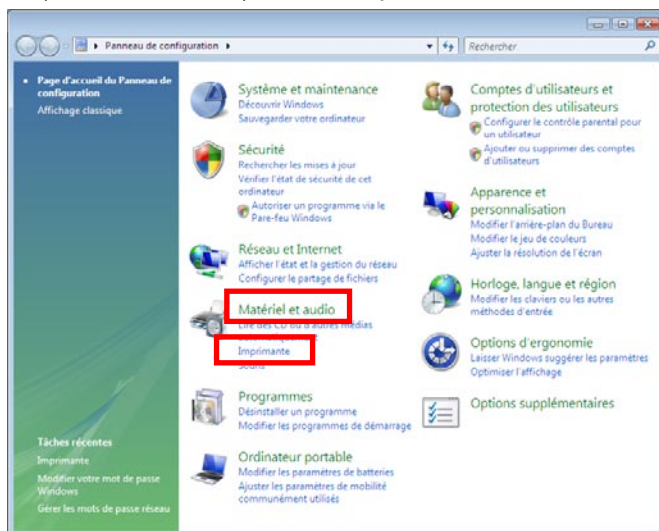 Panneau de configuration
Rechercher
Page d'accueil du Panneau de
configuration
Affichage classique
Système et maintenance
Découvrir Windows
Sauvegarder votre ordinateur
Sécurité
Rechercher les mises à jour
Vérifier l'état de sécurité de cet
ordinateur
Autoriser un programme via le
Pare-feu Windows
Réseau et Internet
Afficher l'état et la gestion du réseau
Configurer le partage de fichiers
Matériel et audio
Lire des CD ou d'autres médias
Imprimante
Souris
Programmes
Désinstaller un programme
Modifier les programmes de démarrage
Ordinateur portable
Modifier les paramètres de batteries
Ajuster les paramètres de mobilité
communément utilisés
Comptes d'utilisateurs et
protection des utilisateurs
Configurer le contrôle parental pour
un utilisateur
Ajouter ou supprimer des comptes
d'utilisateurs
Apparence et
personnalisation
Modifier l'arrière-plan du Bureau
Modifier le jeu de couleurs
Ajuster la résolution de l'écran
Horloge, langue et région
Modifier les claviers ou les autres
méthodes d'entrée
Options d'ergonomie
Laisser Windows suggérer les paramètres
Optimiser l'affichage
Options supplémentaires
Tâches récentes
Imprimante
Modifier votre mot de passe
Windows
Gérer les mots de passe réseau